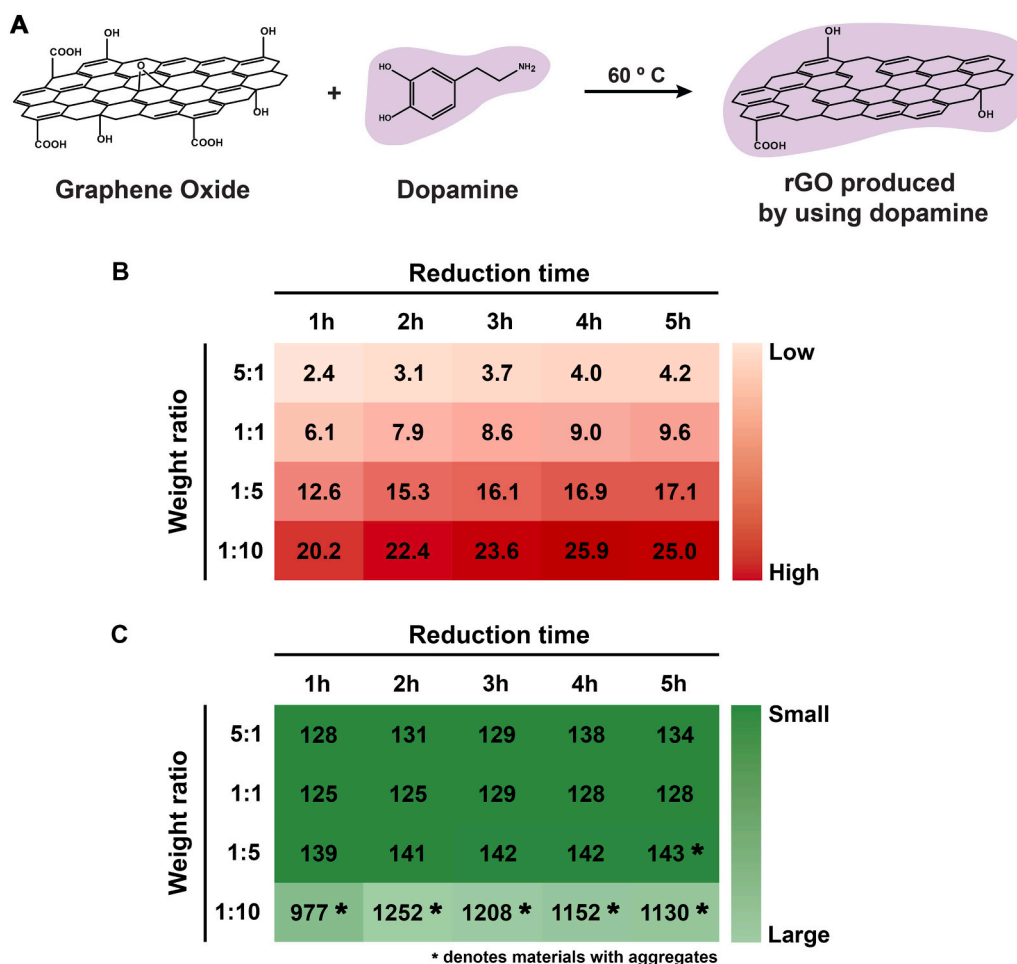 A
OH
COOH
O
OH
OH
OH
COOH
COOH
Graphene Oxide
+
HO
HO
NH2
Dopamine
60 º C
OH
OH
COOH
rGO produced
by using dopamine
B
Reduction time
1h 2h 3h 4h 5h
Weight ratio
5:1 2.4 3.1 3.7 4.0 4.2
1:1 6.1 7.9 8.6 9.0 9.6
1:5 12.6 15.3 16.1 16.9 17.1
1:10 20.2 22.4 23.6 25.9 25.0
Low
High
C
Reduction time
1h 2h 3h 4h 5h
Weight ratio
5:1 128 131 129 138 134
1:1 125 125 129 128 128
1:5 139 141 142 142 143 *
1:10 977 * 1252 * 1208 * 1152 * 1130 *
Small
Large
* denotes materials with aggregates